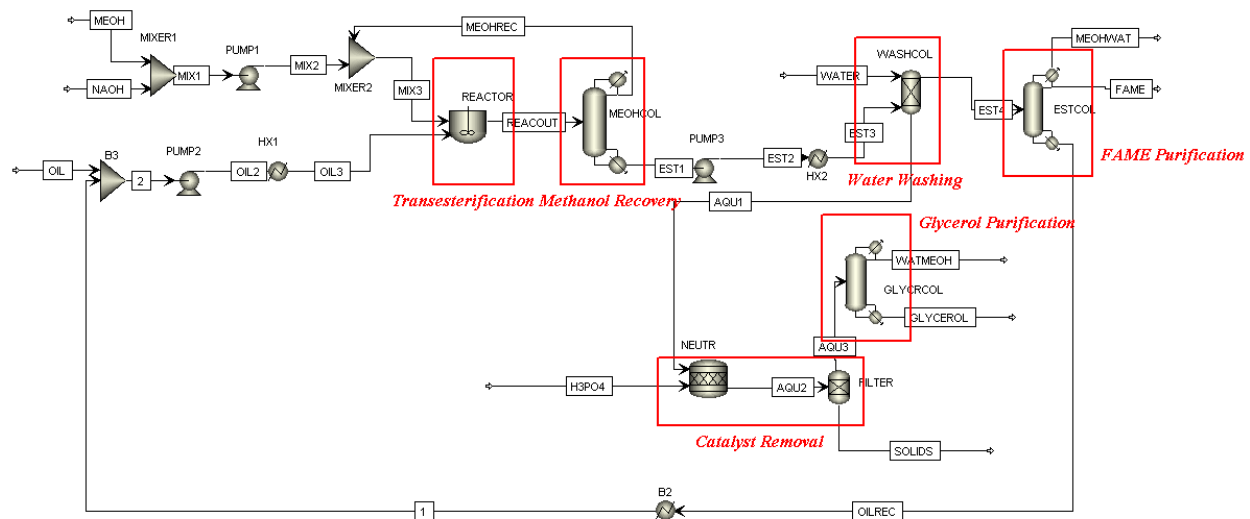 MEOH
MEOHREC
MEOHWAT
MIXER1
PUMP1
WASHCOL
MIX1
MIX2
WATER
MIXER2
NAOH
MIX3
REACTOR
EST4
FAME
ESTCOL
REACOUT
MEOHCOL
EST3
B3
PUMP2
HX1
PUMP3
OIL
2
OIL2
OIL3
EST1
EST2
HX2
FAME Purification
Water Washing
Transesterification
Methanol Recovery
AQU1
Glycerol Purification
WATMEOH
GLYCRCOL
GLYCEROL
NEUTR
AQU3
H3PO4
AQU2
FILTER
Catalyst Removal
SOLIDS
B2
1
OILREC